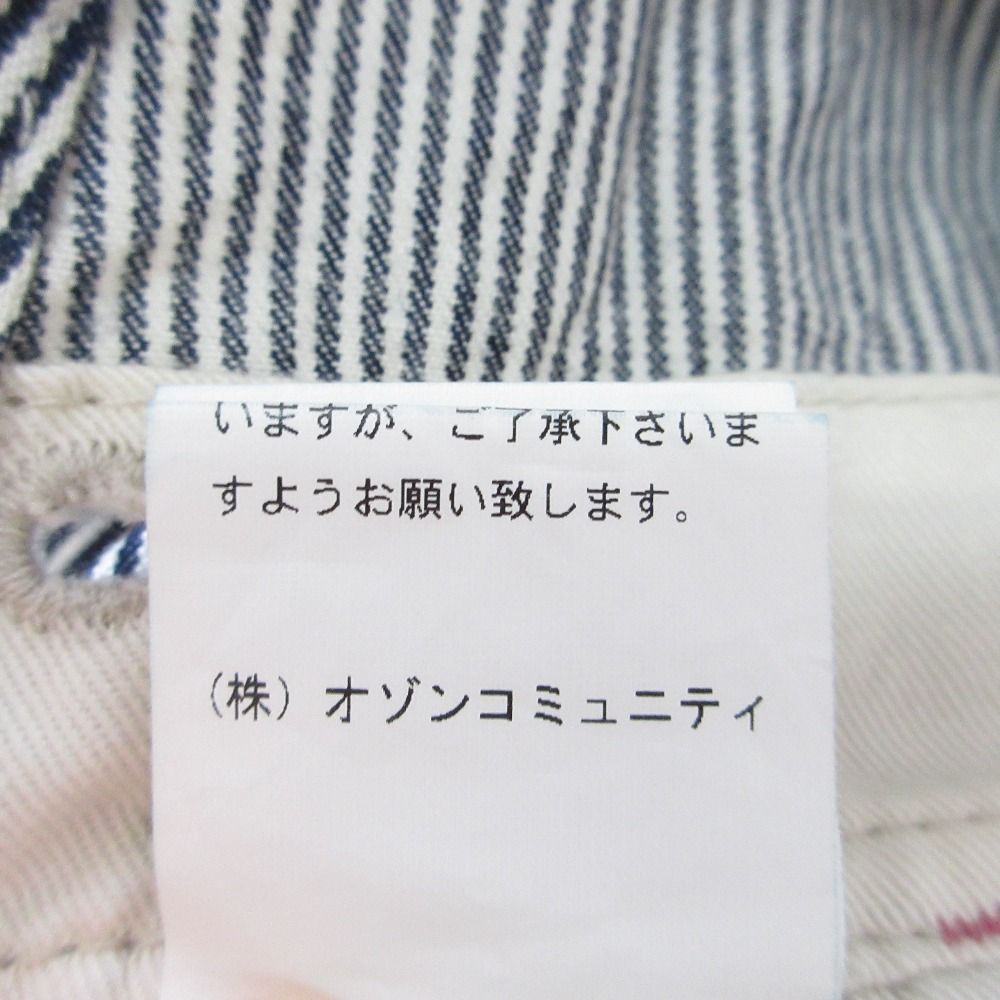 いますが、ご了承下さいま
すようお願い致します。
(株) オゾンコミュニティ